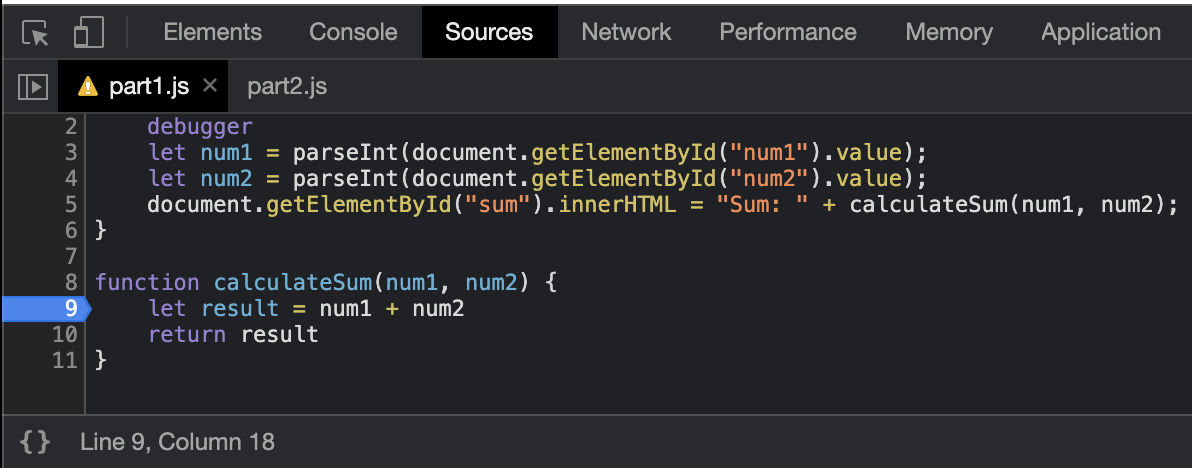 Elements Console Sources Network Performance Memory Application
part1.js × part2.js
2 debugger
3 let num1 = parseInt(document.getElementById("num1").value);
4 let num2 = parseInt(document.getElementById("num2").value);
5 document.getElementById("sum").innerHTML = "Sum: " + calculateSum(num1, num2);
6 }
7
8 function calculateSum(num1, num2) {
9 let result = num1 + num2
10 return result
11 }
{} Line 9, Column 18